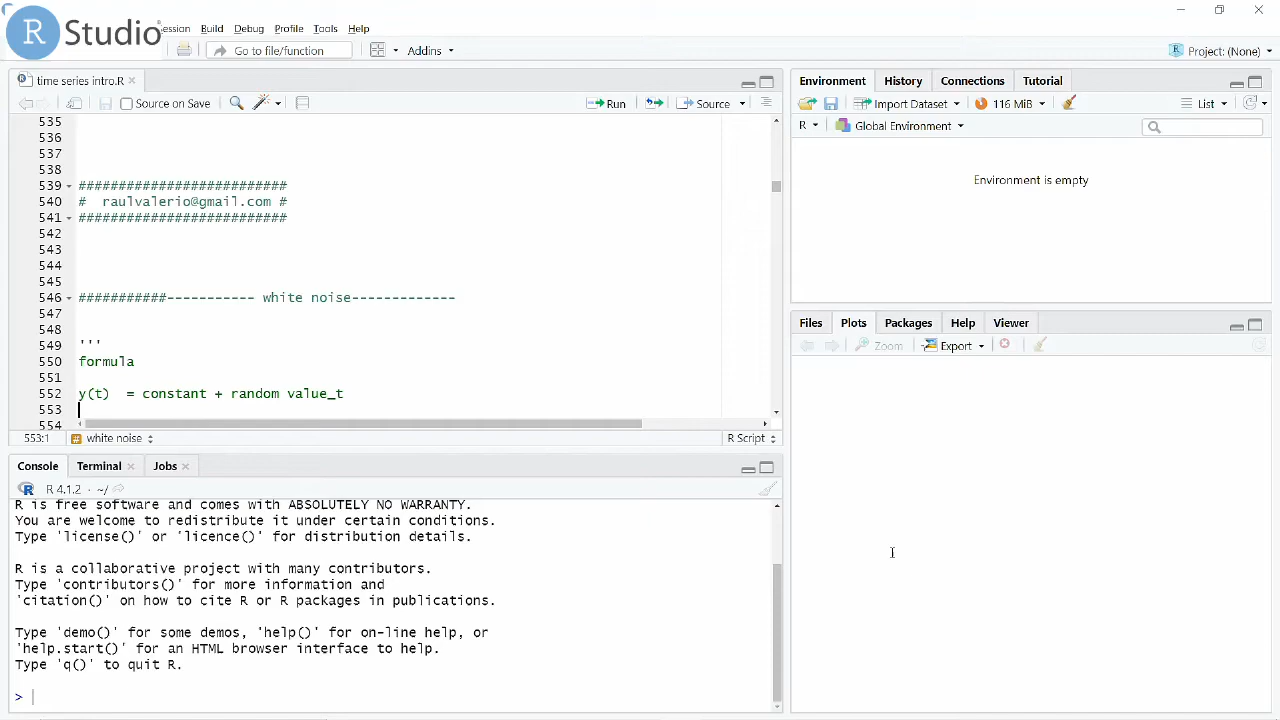 R Studio
ession Build Debug Profile Tools Help
Go to file/function Addins Project: (None)
time series intro.R
Source on Save Run Source
535
536
537
538
539 ##########################
540 #  raulvalerio@gmail.com #
541 ##########################
542
543
544
545
546 ###########----------- white noise-------------
547
548
549 '''
550 formula
551
552 y(t)  = constant + random value_t
553
554
553:1 # white noise R Script
Console Terminal Jobs
R 4.1.2 · ~/
R is free software and comes with ABSOLUTELY NO WARRANTY.
You are welcome to redistribute it under certain conditions.
Type 'license()' or 'licence()' for distribution details.
R is a collaborative project with many contributors.
Type 'contributors()' for more information and
'citation()' on how to cite R or R packages in publications.
Type 'demo()' for some demos, 'help()' for on-line help, or
'help.start()' for an HTML browser interface to help.
Type 'q()' to quit R.
>
Environment History Connections Tutorial
Import Dataset 116 MiB List
R Global Environment
Environment is empty
Files Plots Packages Help Viewer
Zoom Export